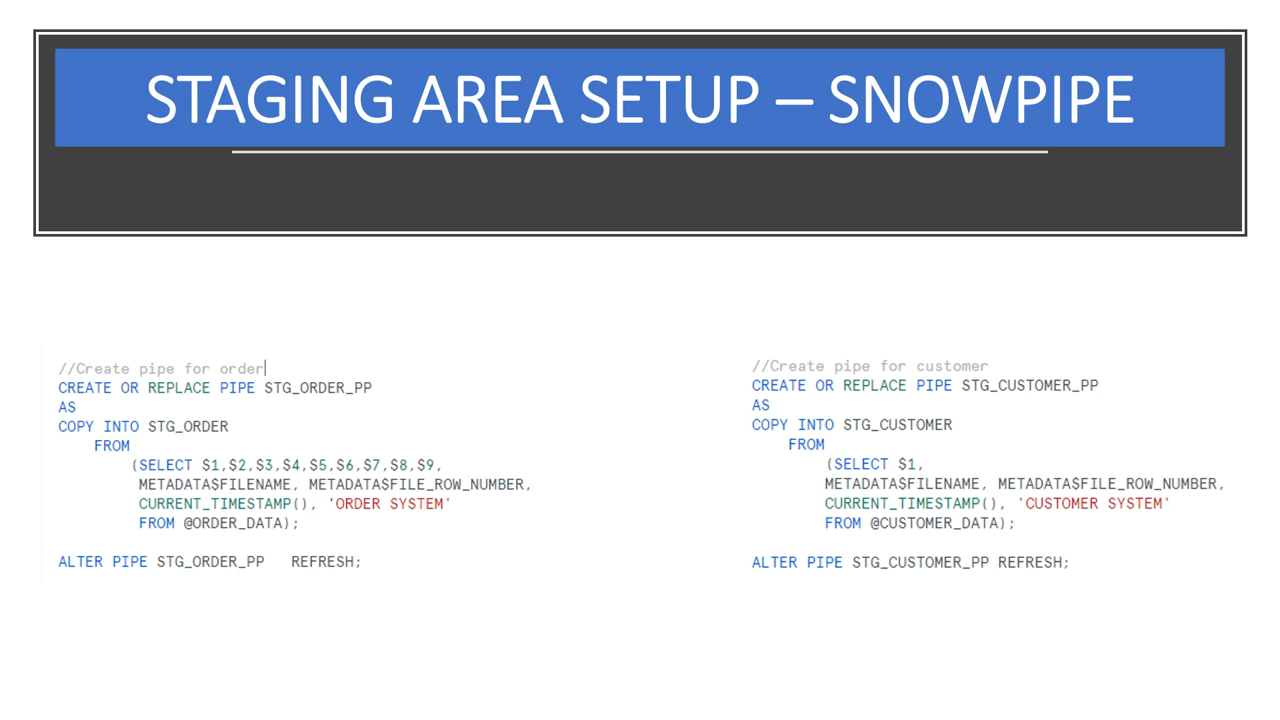 STAGING AREA SETUP – SNOWPIPE
//Create pipe for order
CREATE OR REPLACE PIPE STG_ORDER_PP
AS
COPY INTO STG_ORDER
FROM
(SELECT $1,$2,$3,$4,$5,$6,$7,$8,$9,
METADATA$FILENAME, METADATA$FILE_ROW_NUMBER,
CURRENT_TIMESTAMP(), 'ORDER SYSTEM'
FROM @ORDER_DATA);
ALTER PIPE STG_ORDER_PP REFRESH;
//Create pipe for customer
CREATE OR REPLACE PIPE STG_CUSTOMER_PP
AS
COPY INTO STG_CUSTOMER
FROM
(SELECT $1,
METADATA$FILENAME, METADATA$FILE_ROW_NUMBER,
CURRENT_TIMESTAMP(), 'CUSTOMER SYSTEM'
FROM @CUSTOMER_DATA);
ALTER PIPE STG_CUSTOMER_PP REFRESH;